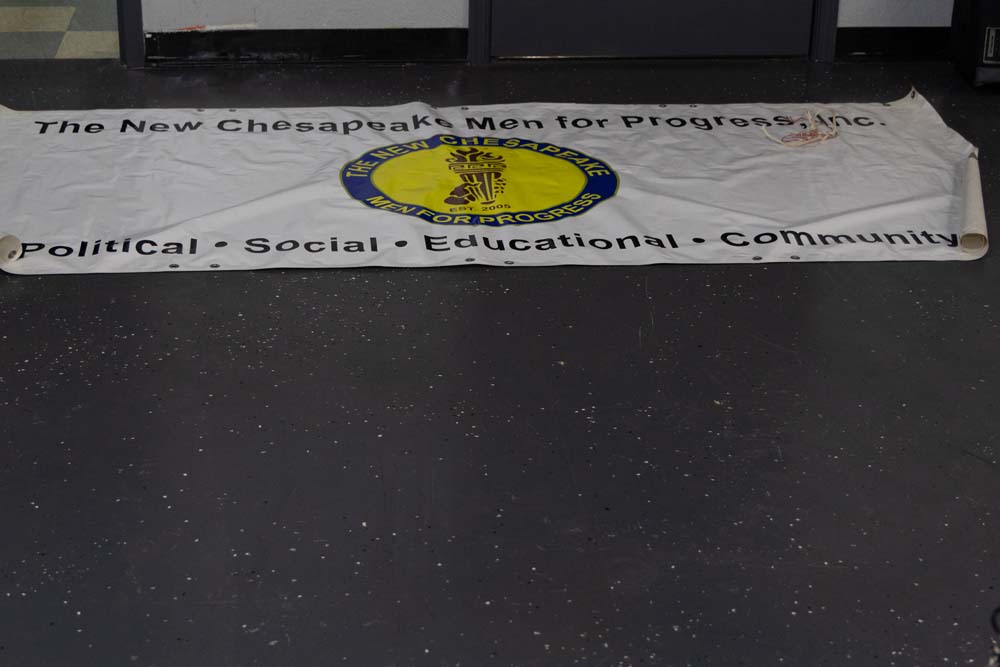 The New Chesapeake Men for Progress, Inc.
THE NEW CHESAPEAKE
EST. 2005
MEN FOR PROGRESS
Political • Social • Educational • Community